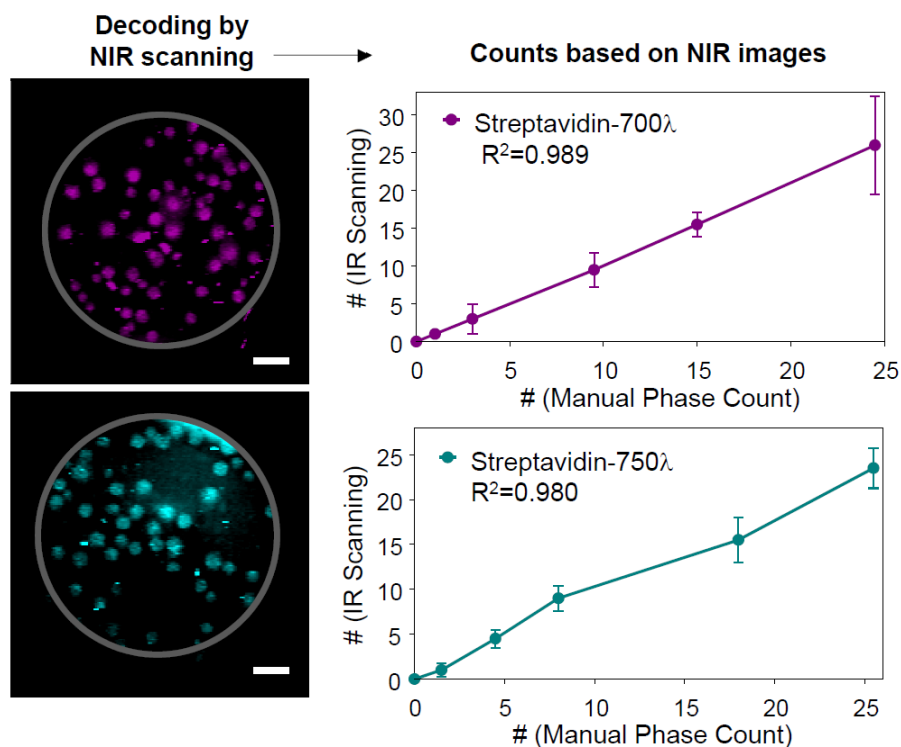 Decoding by
NIR scanning
Counts based on NIR images
# (IR Scanning)
30
25
20
15
10
5
0
Streptavidin-700λ
R²=0.989
0 5 10 15 20 25
# (Manual Phase Count)
# (IR Scanning)
25
20
15
10
5
0
Streptavidin-750λ
R²=0.980
0 5 10 15 20 25
# (Manual Phase Count)